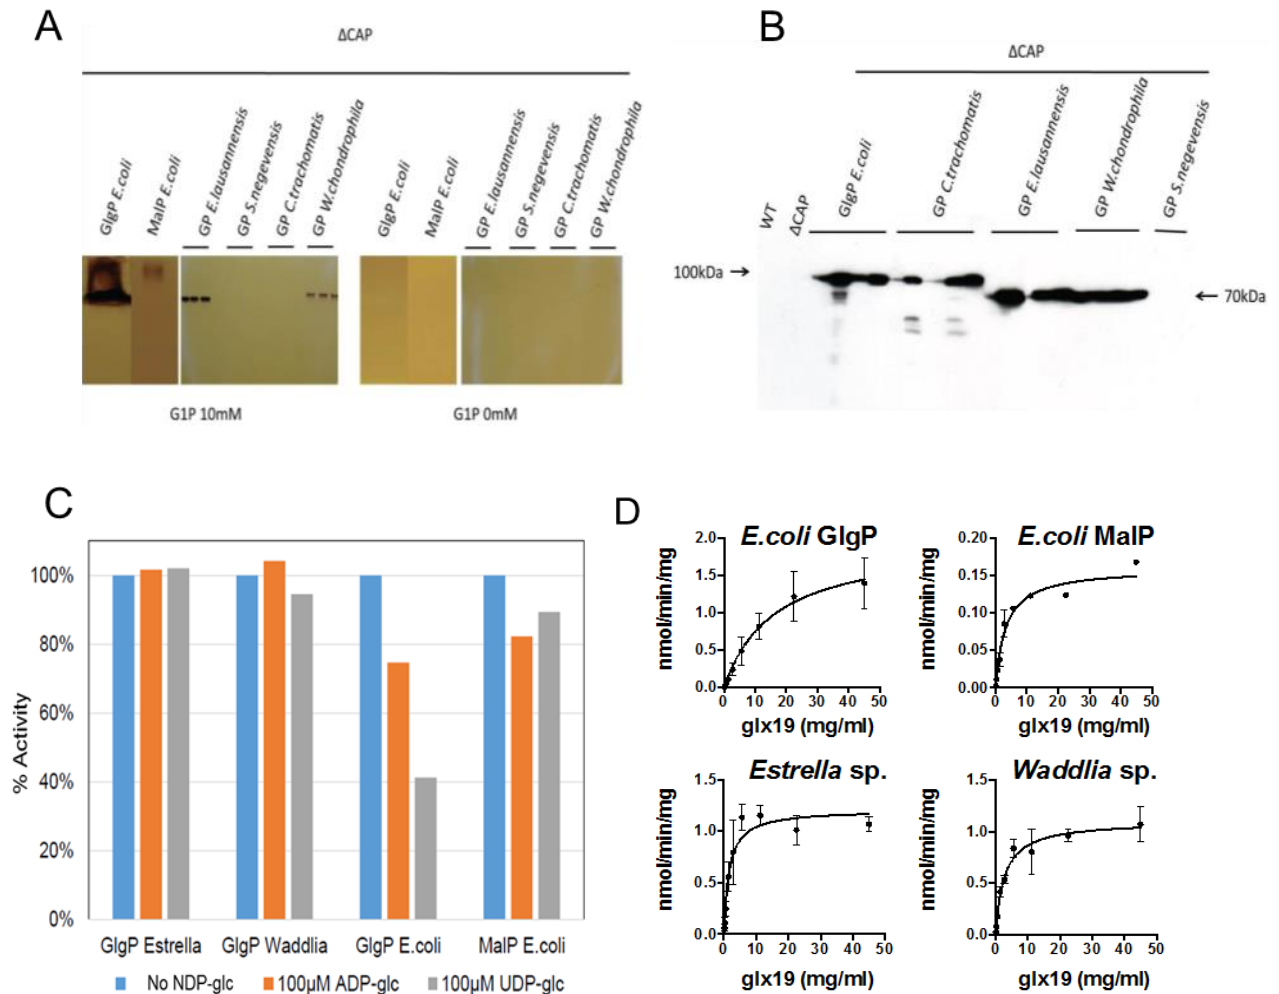 A
ΔCAP
GlgP E.coli
MalP E.coli
GP E.lausannensis
GP S.negevensis
GP C.trachomatis
GP W.chondrophila
GlgP E.coli
MalP E.coli
GP E.lausannensis
GP S.negevensis
GP C.trachomatis
GP W.chondrophila
G1P 10mM
G1P 0mM
B
ΔCAP
WT
ΔCAP
GlgP E.coli
GP C.trachomatis
GP E.lausannensis
GP W.chondrophila
GP S.negevensis
100kDa →
← 70kDa
C
% Activity
100%
80%
60%
40%
20%
0%
GlgP Estrella
GlgP Waddlia
GlgP E.coli
MalP E.coli
No NDP-glc
100µM ADP-glc
100µM UDP-glc
D
E.coli GlgP
nmol/min/mg
2.0
1.5
1.0
0.5
0.0
0 10 20 30 40 50
glx19 (mg/ml)
E.coli MalP
nmol/min/mg
0.20
0.15
0.10
0.05
0.00
0 10 20 30 40 50
glx19 (mg/ml)
Estrella sp.
nmol/min/mg
1.5
1.0
0.5
0.0
0 10 20 30 40 50
glx19 (mg/ml)
Waddlia sp.
nmol/min/mg
1.5
1.0
0.5
0.0
0 10 20 30 40 50
glx19 (mg/ml)